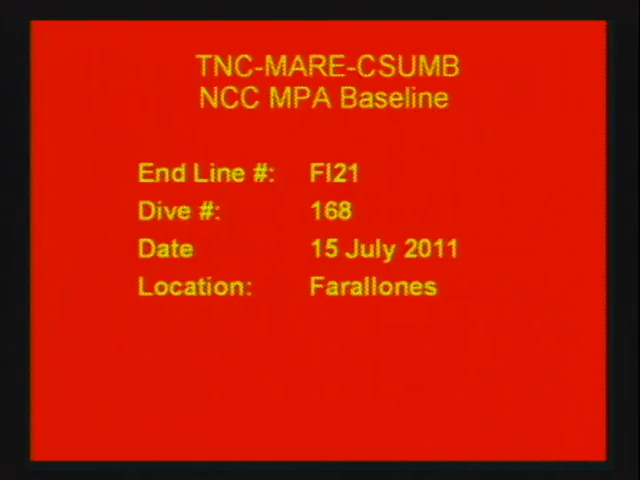 TNC-MARE-CSUMB
NCC MPA Baseline
End Line #: FI21
Dive #: 168
Date 15 July 2011
Location: Farallones